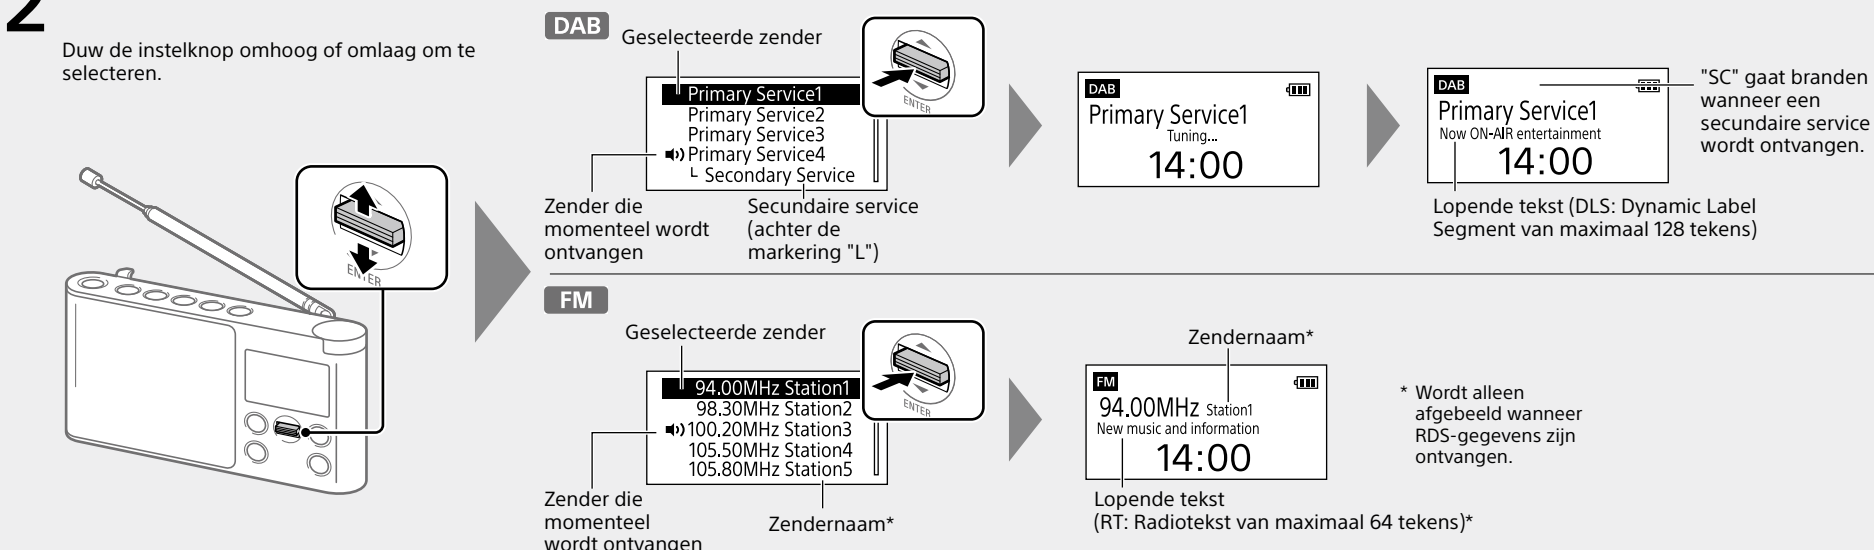 2
Duw de instelknop omhoog of omlaag om te
selecteren.
ENTER
DAB
Geselecteerde zender
Primary Service1
Primary Service2
Primary Service3
Primary Service4
└ Secondary Service
ENTER
Zender die
momenteel wordt
ontvangen
Secundaire service
(achter de
markering "L")
DAB
Primary Service1
Tuning...
14:00
DAB
Primary Service1
Now ON-AIR entertainment
14:00
"SC" gaat branden
wanneer een
secundaire service
wordt ontvangen.
Lopende tekst (DLS: Dynamic Label
Segment van maximaal 128 tekens)
FM
Geselecteerde zender
94.00MHz Station1
98.30MHz Station2
100.20MHz Station3
105.50MHz Station4
105.80MHz Station5
ENTER
Zender die
momenteel
wordt ontvangen
Zendernaam*
Zendernaam*
FM
94.00MHz Station1
New music and information
14:00
Lopende tekst
(RT: Radiotekst van maximaal 64 tekens)*
* Wordt alleen
afgebeeld wanneer
RDS-gegevens zijn
ontvangen.